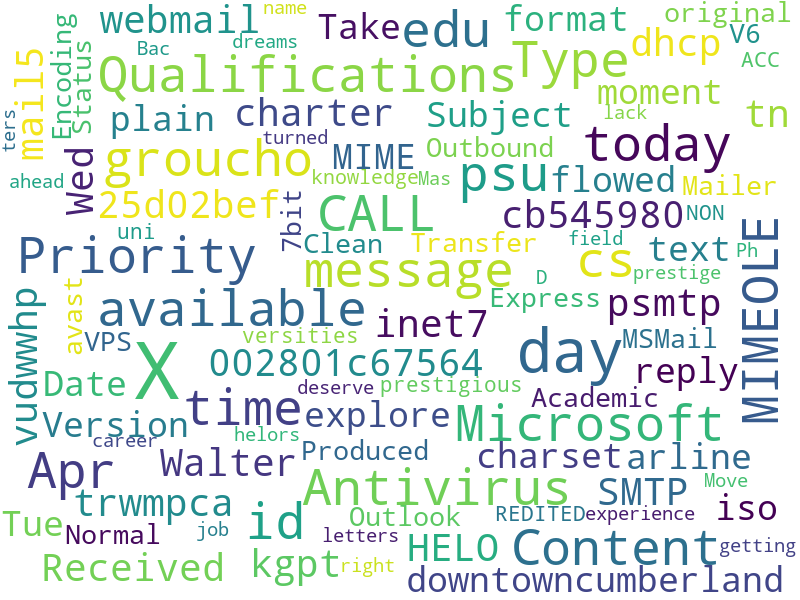 name
webmail Take edu format original
Bac dreams V6
Encoding Status Qualifications Type dhcp ACC
mail5 moment
ters plain charter Subject lack tn
turned Outbound today
Wed groucho MIME
ahead knowledge Mas psu flowed Mailer
25d02bef 7bit CALL cb545980 NON
uni Clean Transfer field text Ph
Priority message D cs prestige
avast available Express psmtp MIMEOLE
vudwwhp VPS versities inet7 day MSMail
X 002801c67564 reply
Date deserve prestigious Academic
time explore Microsoft
Version helors
career Produced charset arline
Apr Walter Move
Antivirus SMTP
trwmpca id Outlook REDITED experience iso
Tue Normal job letters HELO Content getting
Received kgpt right downtowncumberland